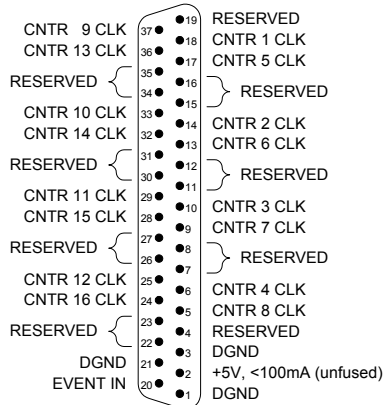 CNTR 9 CLK 37
CNTR 13 CLK 36
RESERVED 35
34
CNTR 10 CLK 33
CNTR 14 CLK 32
RESERVED 31
30
CNTR 11 CLK 29
CNTR 15 CLK 28
RESERVED 27
26
CNTR 12 CLK 25
CNTR 16 CLK 24
RESERVED 23
22
DGND 21
EVENT IN 20
19 RESERVED
18 CNTR 1 CLK
17 CNTR 5 CLK
16 RESERVED
15
14 CNTR 2 CLK
13 CNTR 6 CLK
12 RESERVED
11
10 CNTR 3 CLK
9 CNTR 7 CLK
8 RESERVED
7
6 CNTR 4 CLK
5 CNTR 8 CLK
4 RESERVED
3 DGND
2 +5V, <100mA (unfused)
1 DGND